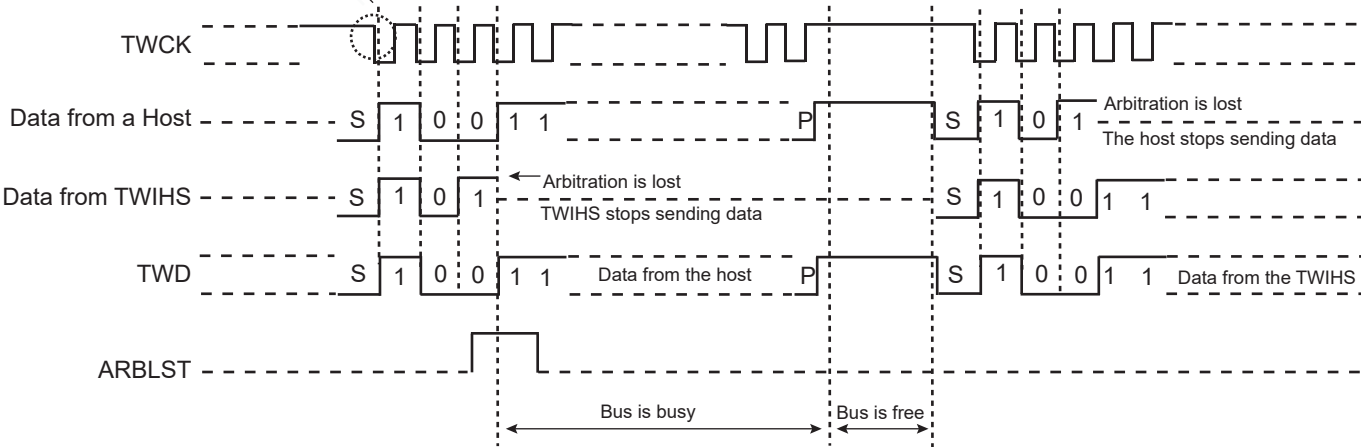 TWCK
Data from a Host S 1 0 0 1 1 P S 1 0 1 Arbitration is lost
The host stops sending data
Data from TWIHS S 1 0 1 Arbitration is lost S 1 0 0 1 1
TWIHS stops sending data
TWD S 1 0 0 1 1 Data from the host P S 1 0 0 1 1 Data from the TWIHS
ARBLST
Bus is busy Bus is free